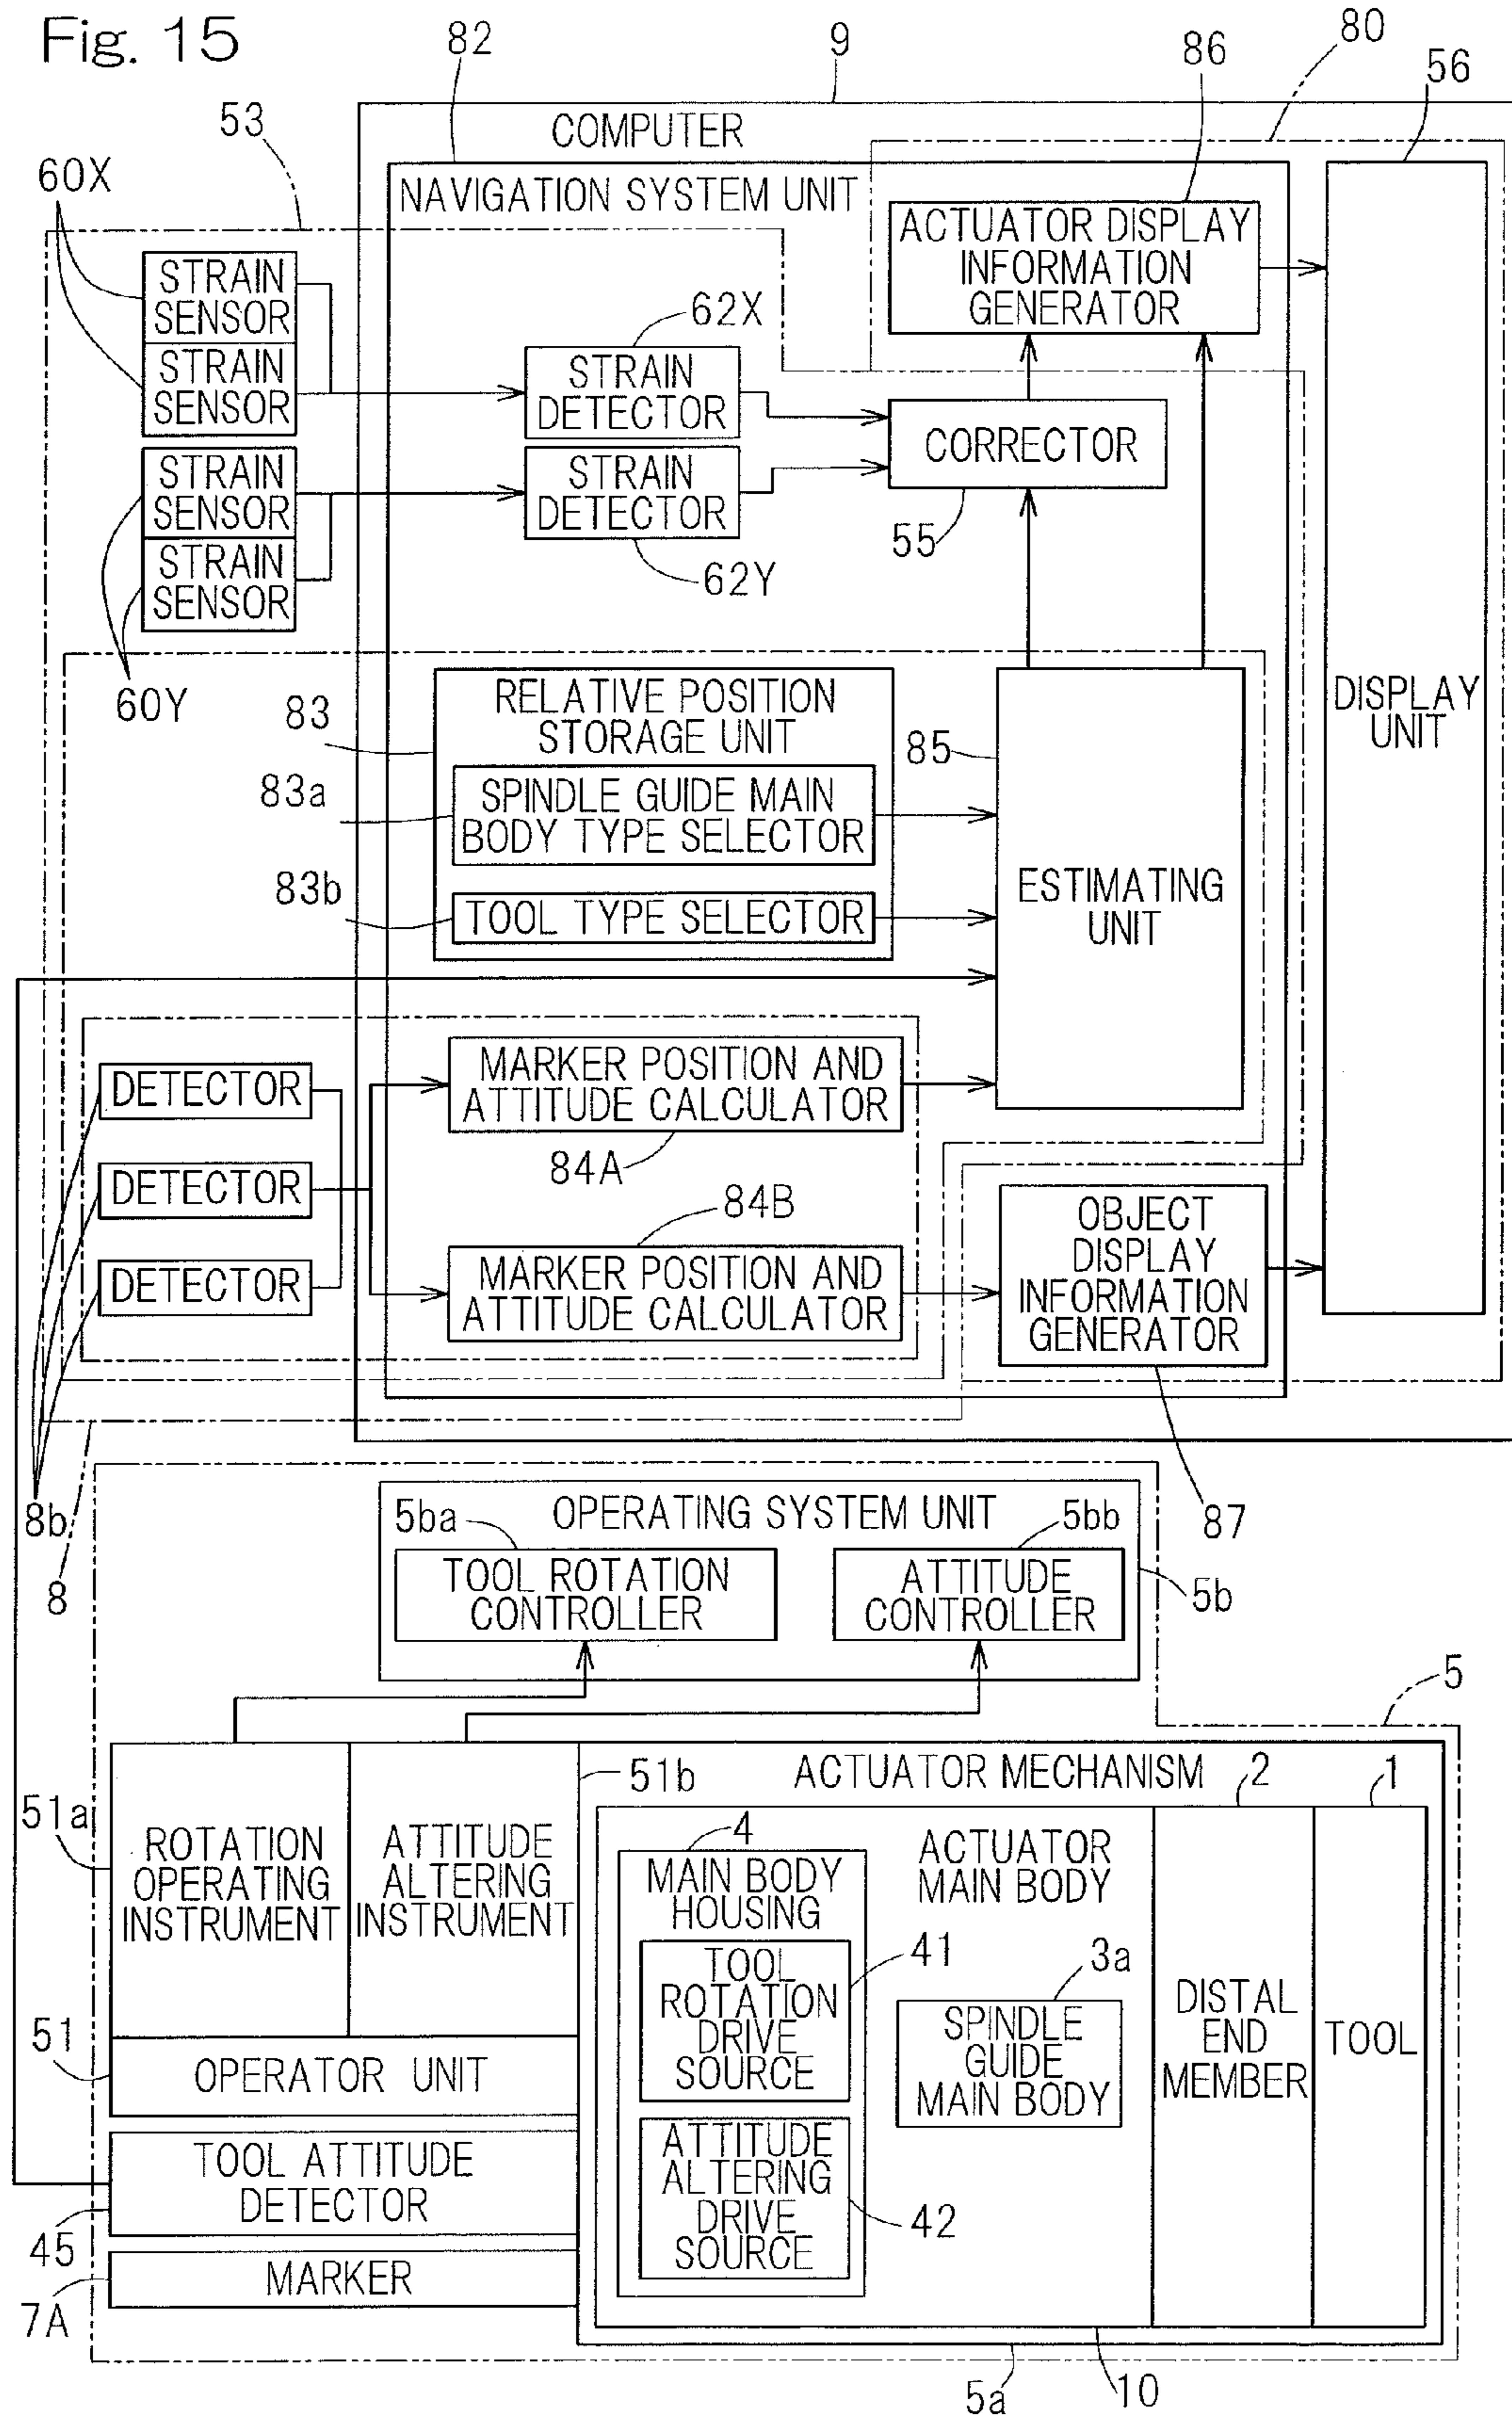 Fig. 15
82
9
80
86
56
53
COMPUTER
60X
NAVIGATION SYSTEM UNIT
ACTUATOR DISPLAY
INFORMATION
GENERATOR
STRAIN
SENSOR
STRAIN
SENSOR
62X
STRAIN
DETECTOR
CORRECTOR
STRAIN
SENSOR
STRAIN
SENSOR
STRAIN
DETECTOR
55
62Y
60Y
83
RELATIVE POSITION
STORAGE UNIT
85
DISPLAY
UNIT
83a
SPINDLE GUIDE MAIN
BODY TYPE SELECTOR
83b
TOOL TYPE SELECTOR
ESTIMATING
UNIT
DETECTOR
MARKER POSITION AND
ATTITUDE CALCULATOR
84A
DETECTOR
84B
DETECTOR
MARKER POSITION AND
ATTITUDE CALCULATOR
OBJECT
DISPLAY
INFORMATION
GENERATOR
8b
8
87
OPERATING SYSTEM UNIT
5ba
5bb
TOOL ROTATION
CONTROLLER
ATTITUDE
CONTROLLER
5b
5
51a
51b
ACTUATOR MECHANISM
2
1
ROTATION
OPERATING
INSTRUMENT
ATTITUDE
ALTERING
INSTRUMENT
4
MAIN BODY
HOUSING
ACTUATOR
MAIN BODY
TOOL
ROTATION
DRIVE
SOURCE
41
3a
SPINDLE
GUIDE
MAIN BODY
DISTAL
END
MEMBER
TOOL
51
OPERATOR UNIT
TOOL ATTITUDE
DETECTOR
ATTITUDE
ALTERING
DRIVE
SOURCE
42
45
MARKER
7A
5a
10